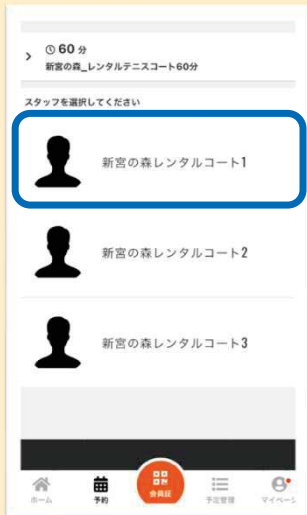 60 分
新宮の森_レンタルテニスコート60分
スタッフを選択してください
新宮の森レンタルコート1
新宮の森レンタルコート2
新宮の森レンタルコート3
ホーム
予約
会員証
予定管理
マイページ